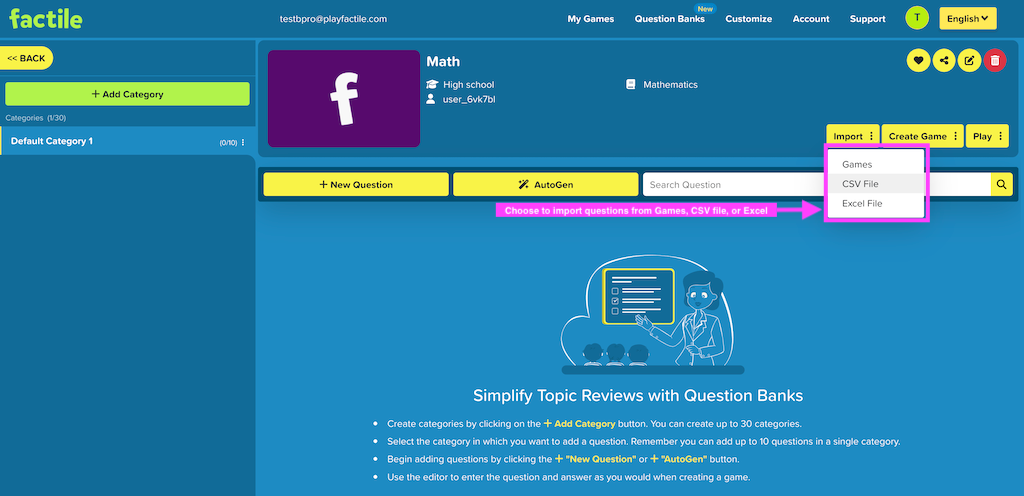 factile
testbpro@playfactile.com
My Games
Question Banks
New
Customize
Account
Support
T
English
<< BACK
+ Add Category
Categories (1/30)
Default Category 1
(0/10)
f
Math
High school
Mathematics
user_6vk7bl
Import
Create Game
Play
Games
CSV File
Excel File
+ New Question
AutoGen
Search Question
Choose to import questions from Games, CSV file, or Excel
Simplify Topic Reviews with Question Banks
• Create categories by clicking on the + Add Category button. You can create up to 30 categories.
• Select the category in which you want to add a question. Remember you can add up to 10 questions in a single category.
• Begin adding questions by clicking the + "New Question" or + "AutoGen" button.
• Use the editor to enter the question and answer as you would when creating a game.